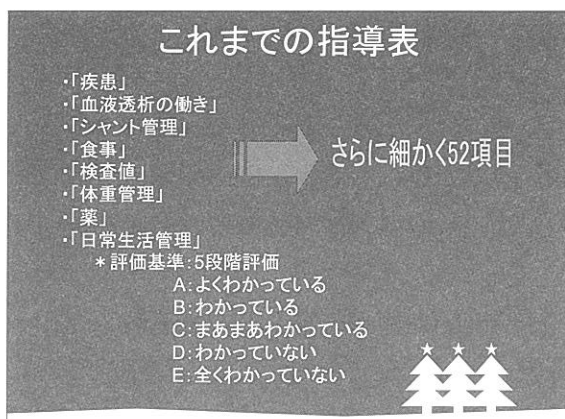 これまでの指導表
・｢疾患｣
・｢血液透析の働き｣
・｢シャント管理｣
・｢食事｣
・｢検査値｣
・｢体重管理｣
・｢薬｣
・｢日常生活管理｣
さらに細かく52項目
＊評価基準:5段階評価
A:よくわかっている
B:わかっている
C:まあまあわかっている
D:わかっていない
E:全くわかっていない